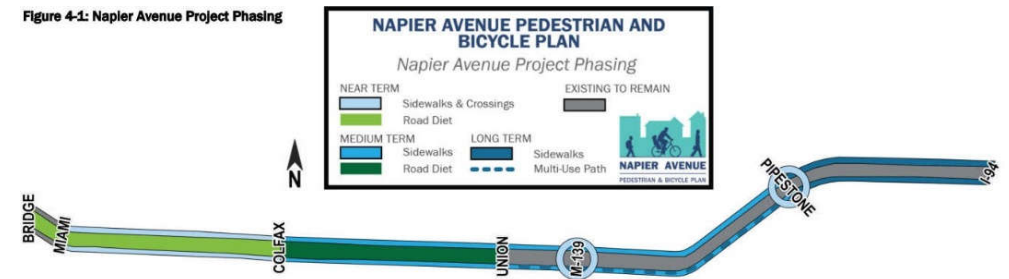 Figure 4-1: Napier Avenue Project Phasing
NAPIER AVENUE PEDESTRIAN AND
BICYCLE PLAN
Napier Avenue Project Phasing
NEAR TERM
Sidewalks & Crossings
Road Diet
EXISTING TO REMAIN
MEDIUM TERM
Sidewalks
Road Diet
LONG TERM
Sidewalks
Multi-Use Path
NAPIER AVENUE
PEDESTRIAN & BICYCLE PLAN
N
BRIDGE
MIAMI
COLFAX
UNION
M-139
PIPESTONE
I-94